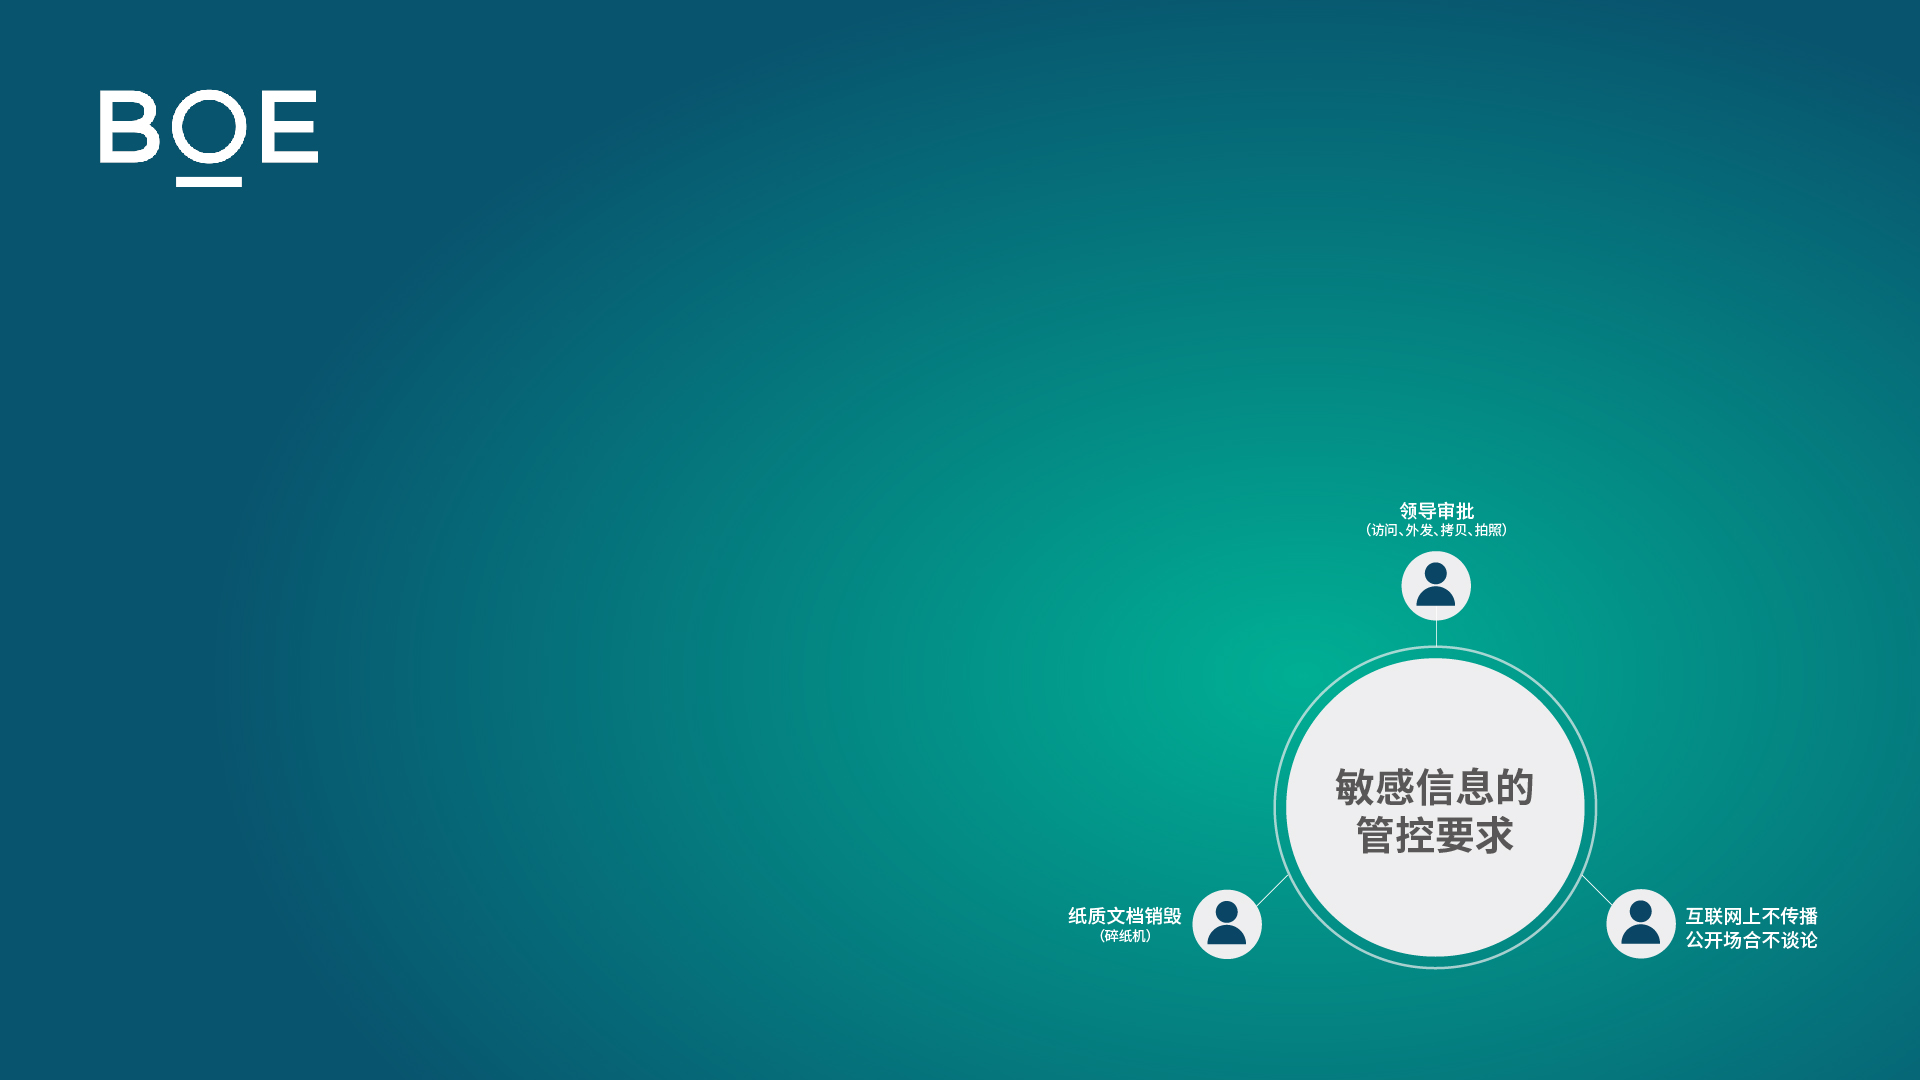 BOE
领导审批
（访问、外发、拷贝、拍照）
敏感信息的
管控要求
纸质文档销毁
（碎纸机）
互联网上不传播
公开场合不谈论